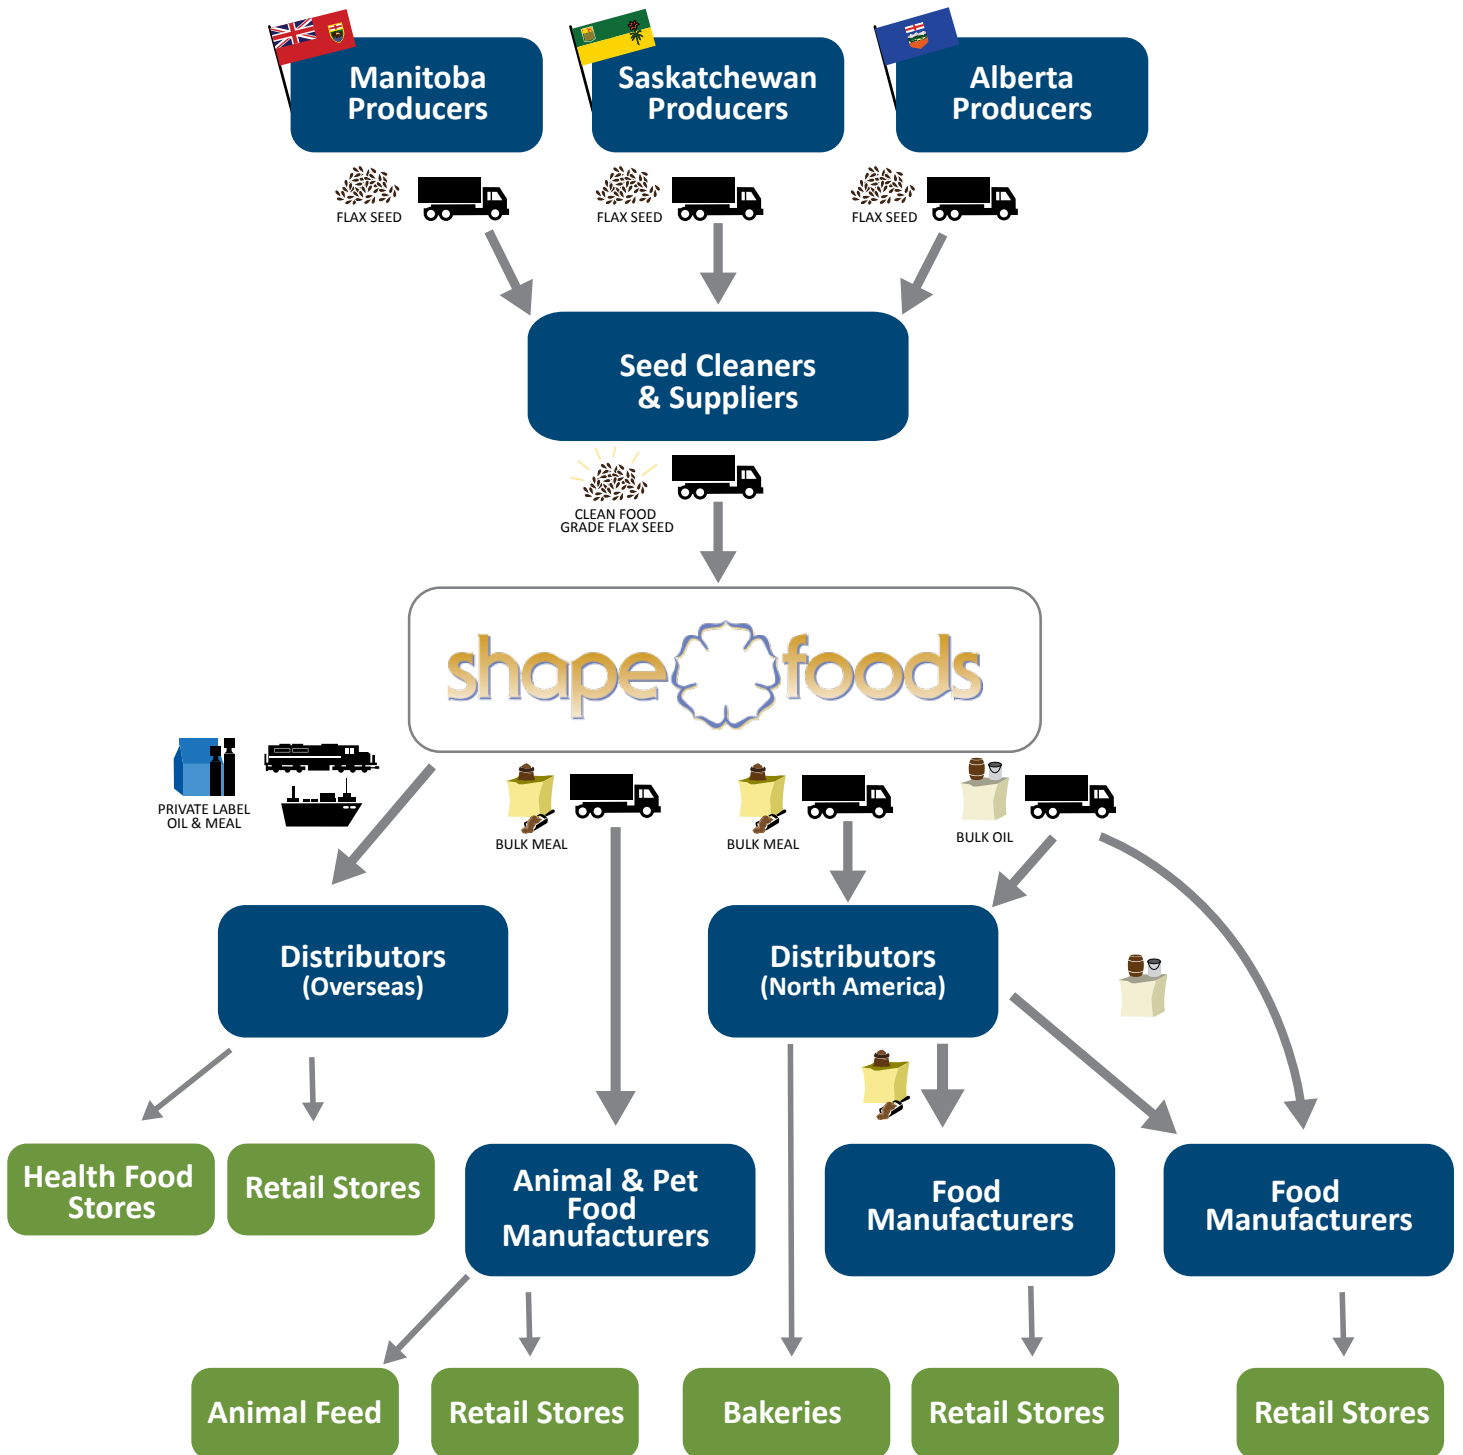 Manitoba
Producers
Saskatchewan
Producers
Alberta
Producers
FLAX SEED
FLAX SEED
FLAX SEED
Seed Cleaners
& Suppliers
CLEAN FOOD
GRADE FLAX SEED
shape foods
PRIVATE LABEL
OIL & MEAL
BULK MEAL
BULK MEAL
BULK OIL
Distributors
(Overseas)
Distributors
(North America)
Health Food
Stores
Retail Stores
Animal & Pet
Food
Manufacturers
Food
Manufacturers
Food
Manufacturers
Animal Feed
Retail Stores
Bakeries
Retail Stores
Retail Stores